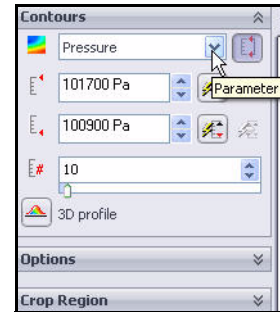 Contours
Pressure
101700 Pa
Parameter
100900 Pa
#
10
3D profile
Options
Crop Region